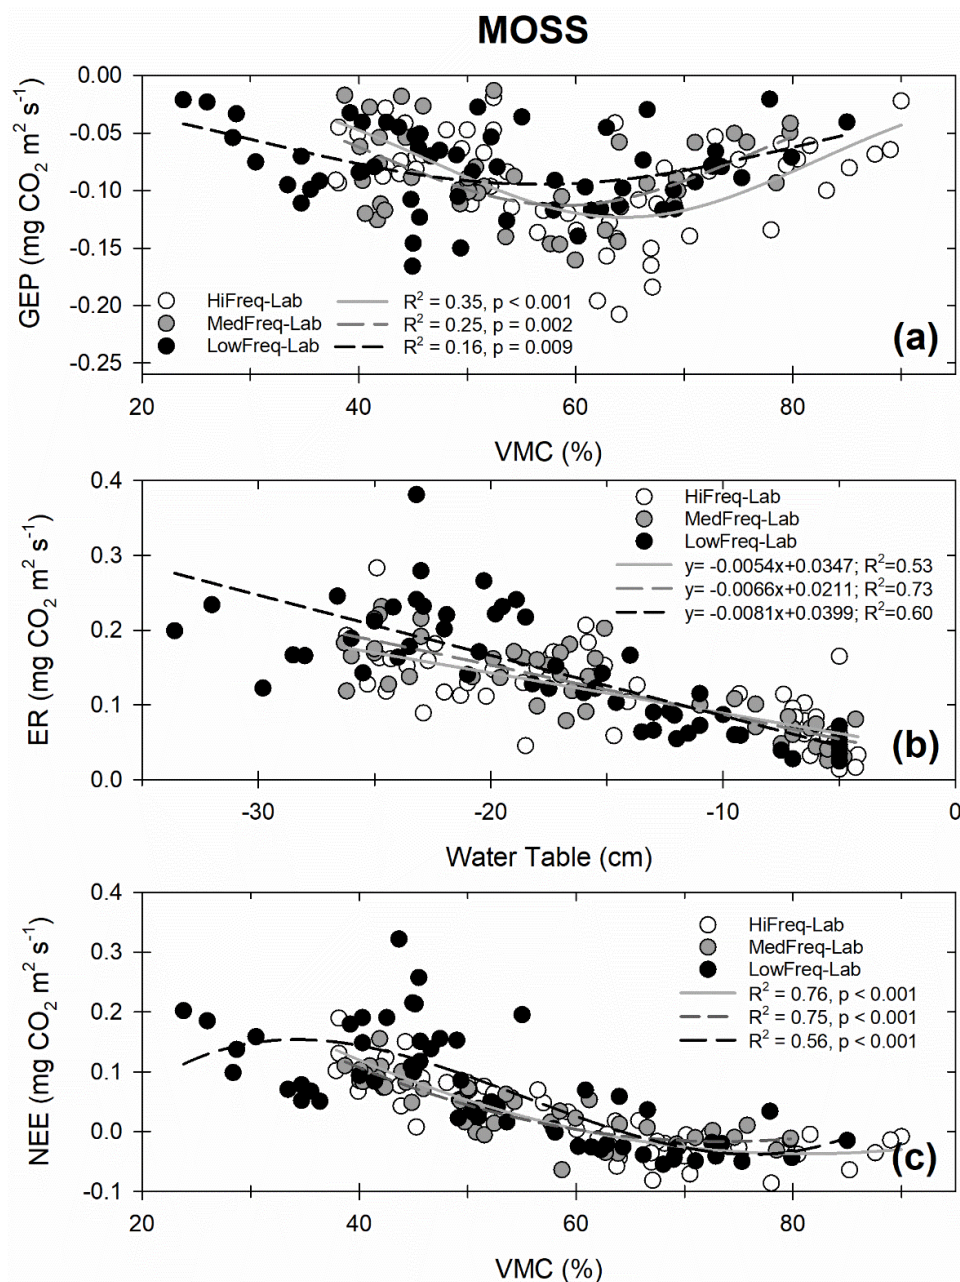 MOSS
GEP (mg CO2 m2 s-1)
0.00
-0.05
-0.10
-0.15
-0.20
-0.25
HiFreq-Lab
MedFreq-Lab
LowFreq-Lab
R2 = 0.35, p < 0.001
R2 = 0.25, p = 0.002
R2 = 0.16, p = 0.009
(a)
20 40 60 80
VMC (%)
ER (mg CO2 m2 s-1)
0.4
0.3
0.2
0.1
0.0
HiFreq-Lab
MedFreq-Lab
LowFreq-Lab
y= -0.0054x+0.0347; R2=0.53
y= -0.0066x+0.0211; R2=0.73
y= -0.0081x+0.0399; R2=0.60
(b)
-30 -20 -10 0
Water Table (cm)
NEE (mg CO2 m2 s-1)
0.4
0.3
0.2
0.1
0.0
-0.1
HiFreq-Lab
MedFreq-Lab
LowFreq-Lab
R2 = 0.76, p < 0.001
R2 = 0.75, p < 0.001
R2 = 0.56, p < 0.001
(c)
20 40 60 80
VMC (%)